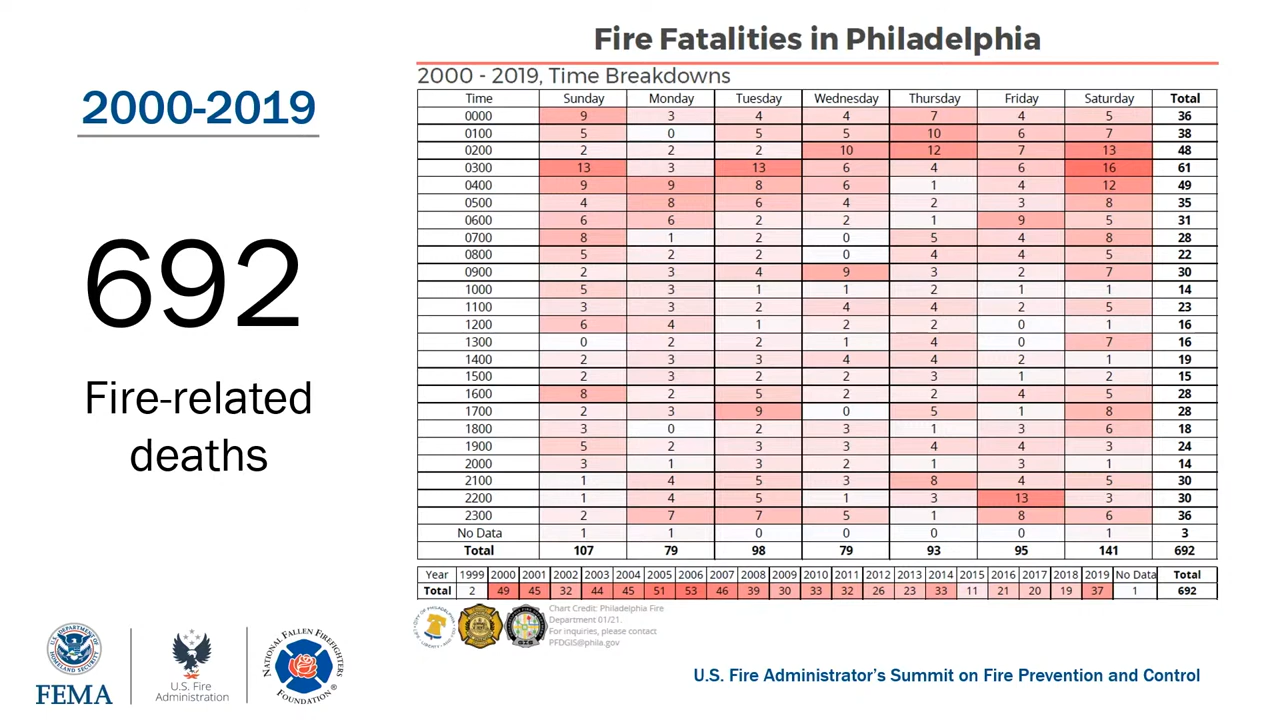 Fire Fatalities in Philadelphia
2000-2019
692
Fire-related
deaths
2000 - 2019, Time Breakdowns
Time Sunday Monday Tuesday Wednesday Thursday Friday Saturday Total
0000 9 3 4 4 7 4 5 36
0100 5 0 5 5 10 6 7 38
0200 2 2 2 10 12 7 13 48
0300 13 3 13 6 4 6 16 61
0400 9 9 8 6 1 4 12 49
0500 4 8 6 4 2 3 8 35
0600 6 6 2 2 1 9 5 31
0700 8 1 2 0 5 4 8 28
0800 5 2 2 0 4 4 5 22
0900 2 3 4 9 3 2 7 30
1000 5 3 1 1 2 1 1 14
1100 3 3 2 4 4 2 5 23
1200 6 4 1 2 2 0 1 16
1300 0 2 2 1 4 0 7 16
1400 2 3 3 4 4 2 1 19
1500 2 3 2 2 3 1 2 15
1600 8 2 5 2 2 4 5 28
1700 2 3 9 0 5 1 8 28
1800 3 0 2 3 1 3 6 18
1900 5 2 3 3 4 4 3 24
2000 3 1 3 2 1 3 1 14
2100 1 4 5 3 8 4 5 30
2200 1 4 5 1 3 13 3 30
2300 2 7 7 5 1 8 6 36
No Data 1 1 0 0 0 0 1 3
Total 107 79 98 79 93 95 141 692
Year 1999 2000 2001 2002 2003 2004 2005 2006 2007 2008 2009 2010 2011 2012 2013 2014 2015 2016 2017 2018 2019 No Data Total
Total 2 49 45 32 44 45 51 53 46 39 30 33 32 26 23 33 11 21 20 19 37 1 692
Chart Credit: Philadelphia Fire
Department 01/21.
For inquiries, please contact
PFDGIS@phila.gov
FEMA
U.S. Fire
Administration
NATIONAL FALLEN FIREFIGHTERS
FOUNDATION
U.S. Fire Administrator's Summit on Fire Prevention and Control